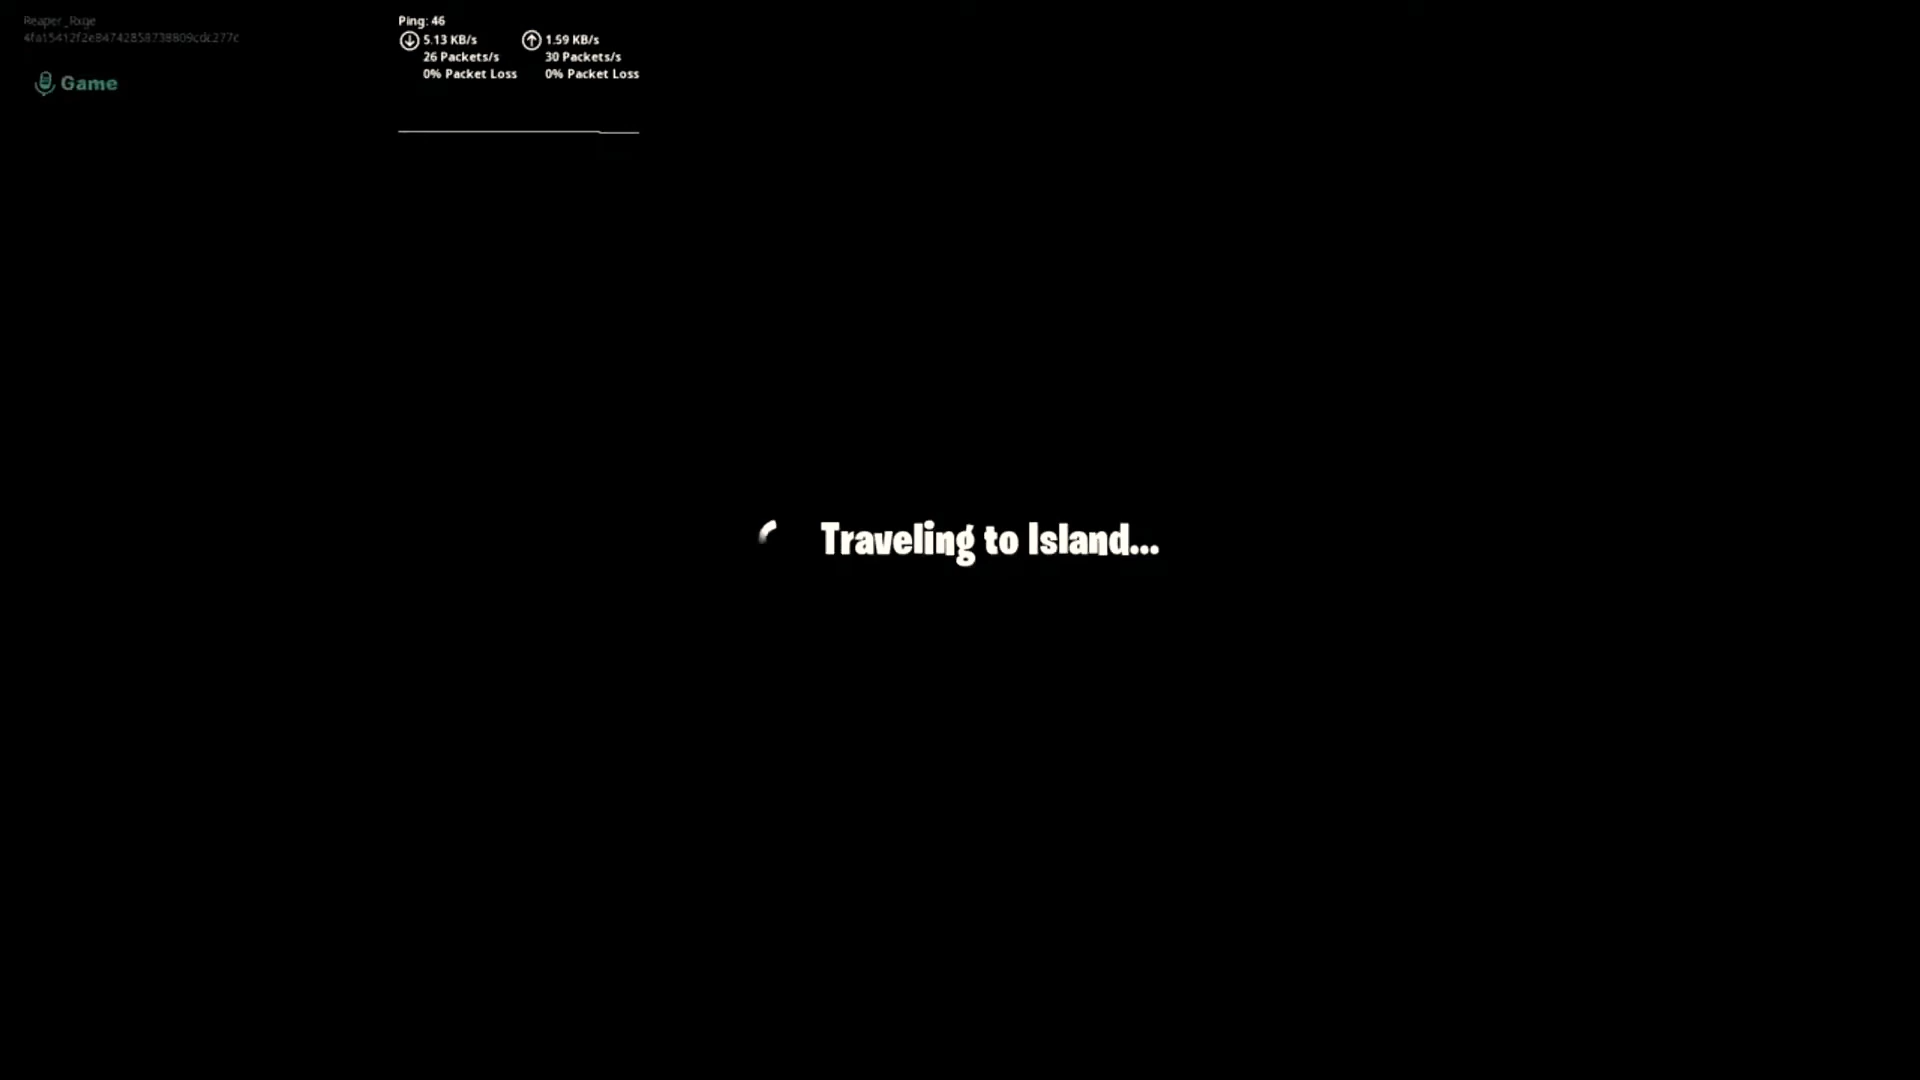 Reaper_Rxge
Ping: 46
5.13 KB/s
1.59 KB/s
26 Packets/s
30 Packets/s
0% Packet Loss
0% Packet Loss
Game
Traveling to Island...